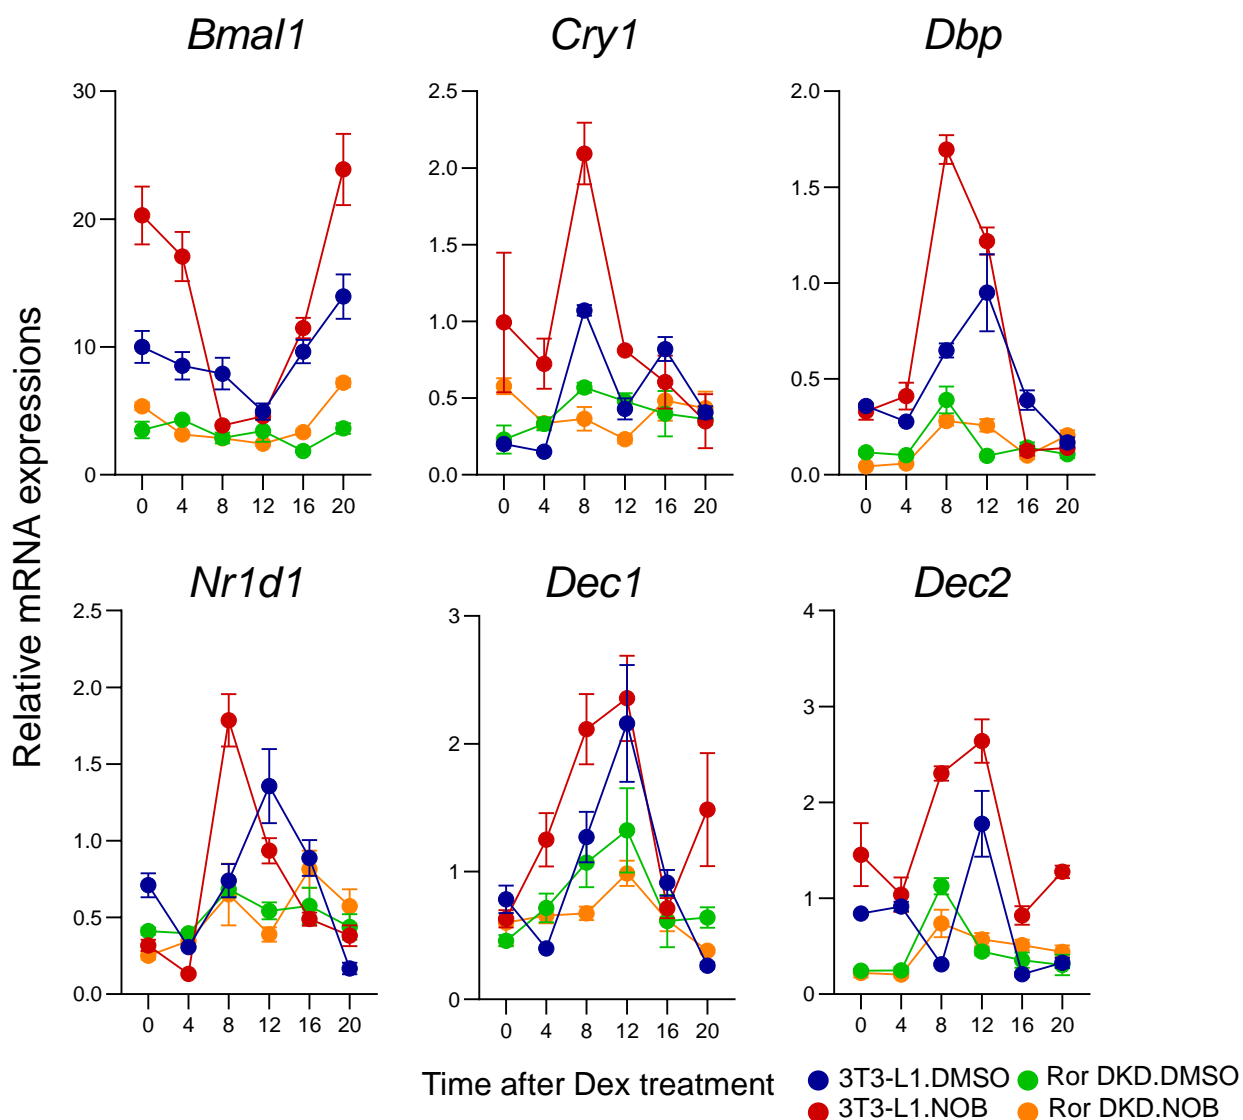 Bmal1 Cry1 Dbp
30 2.5 2.0
2.0
20 1.5
1.5
1.0
10 1.0
0.5
0.5
0 0.0 0.0
0 4 8 12 16 20 0 4 8 12 16 20 0 4 8 12 16 20
Relative mRNA expressions
Nr1d1 Dec1 Dec2
2.5 3 4
2.0
3
1.5 2
2
1.0
1
0.5 1
0.0 0 0
0 4 8 12 16 20 0 4 8 12 16 20 0 4 8 12 16 20
Time after Dex treatment
3T3-L1.DMSO Ror DKD.DMSO
3T3-L1.NOB Ror DKD.NOB